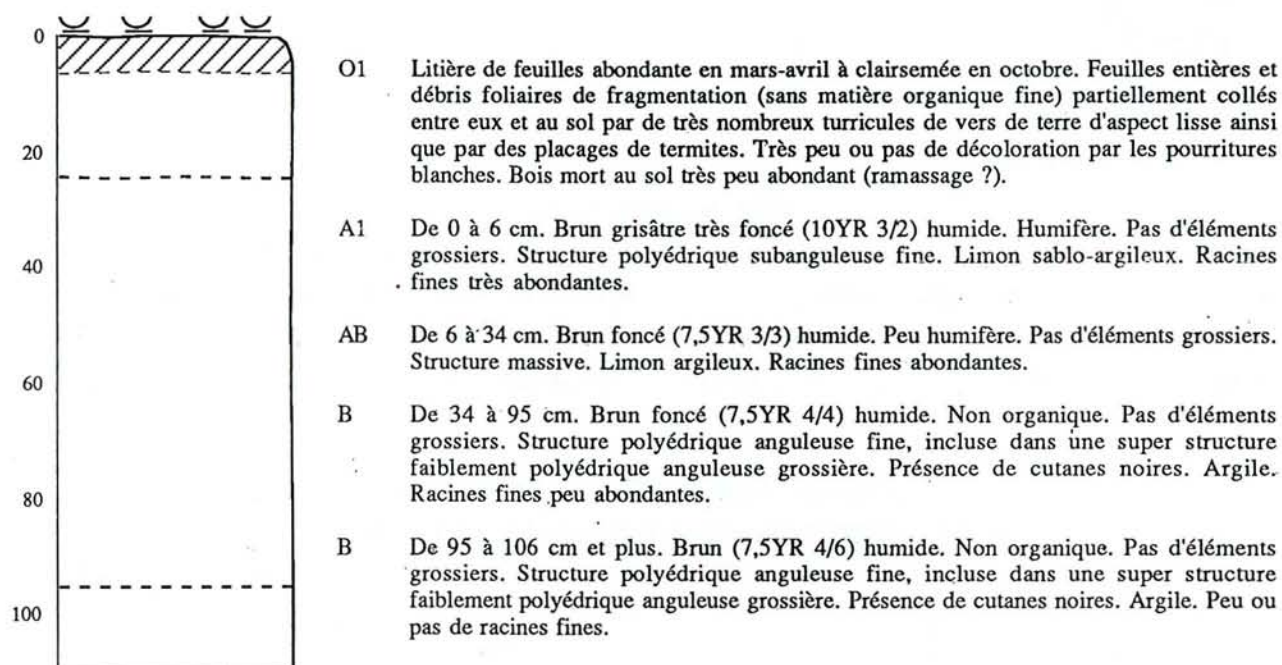 0
20
40
60
80
100
O1 Litière de feuilles abondante en mars-avril à clairsemée en octobre. Feuilles entières et
débris foliaires de fragmentation (sans matière organique fine) partiellement collés
entre eux et au sol par de très nombreux turricules de vers de terre d'aspect lisse ainsi
que par des placages de termites. Très peu ou pas de décoloration par les pourritures
blanches. Bois mort au sol très peu abondant (ramassage ?).
A1 De 0 à 6 cm. Brun grisâtre très foncé (10YR 3/2) humide. Humifère. Pas d'éléments
grossiers. Structure polyédrique subanguleuse fine. Limon sablo-argileux. Racines
fines très abondantes.
AB De 6 à 34 cm. Brun foncé (7,5YR 3/3) humide. Peu humifère. Pas d'éléments grossiers.
Structure massive. Limon argileux. Racines fines abondantes.
B De 34 à 95 cm. Brun foncé (7,5YR 4/4) humide. Non organique. Pas d'éléments
grossiers. Structure polyédrique anguleuse fine, incluse dans une super structure
faiblement polyédrique anguleuse grossière. Présence de cutanes noires. Argile.
Racines fines peu abondantes.
B De 95 à 106 cm et plus. Brun (7,5YR 4/6) humide. Non organique. Pas d'éléments
grossiers. Structure polyédrique anguleuse fine, incluse dans une super structure
faiblement polyédrique anguleuse grossière. Présence de cutanes noires. Argile. Peu ou
pas de racines fines.